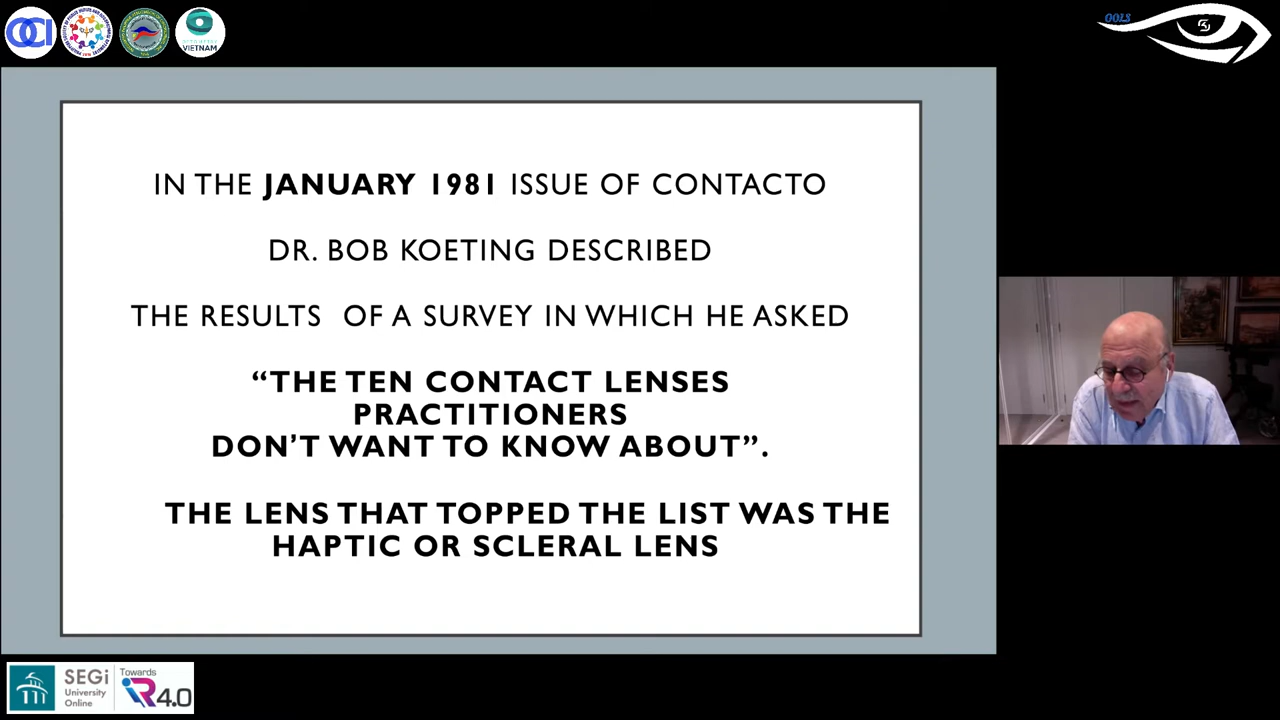 OCI
VIETNAM
OOLS
IN THE JANUARY 1981 ISSUE OF CONTACTO
DR. BOB KOETING DESCRIBED
THE RESULTS OF A SURVEY IN WHICH HE ASKED
“THE TEN CONTACT LENSES
PRACTITIONERS
DON’T WANT TO KNOW ABOUT”.
THE LENS THAT TOPPED THE LIST WAS THE
HAPTIC OR SCLERAL LENS
SEGi
University
Online
Towards
iR4.0